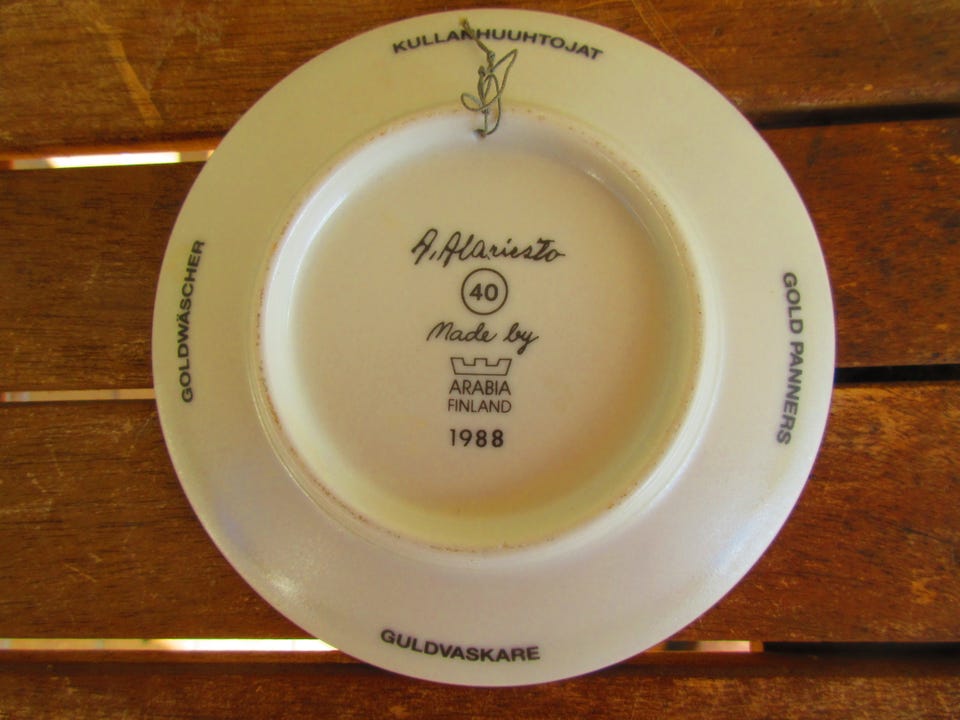 KULLANHUUHTOJAT
GOLDWÄSCHER
A. Alariesto
40
Made by
ARABIA
FINLAND
1988
GOLD PANNERS
GULDVASKARE